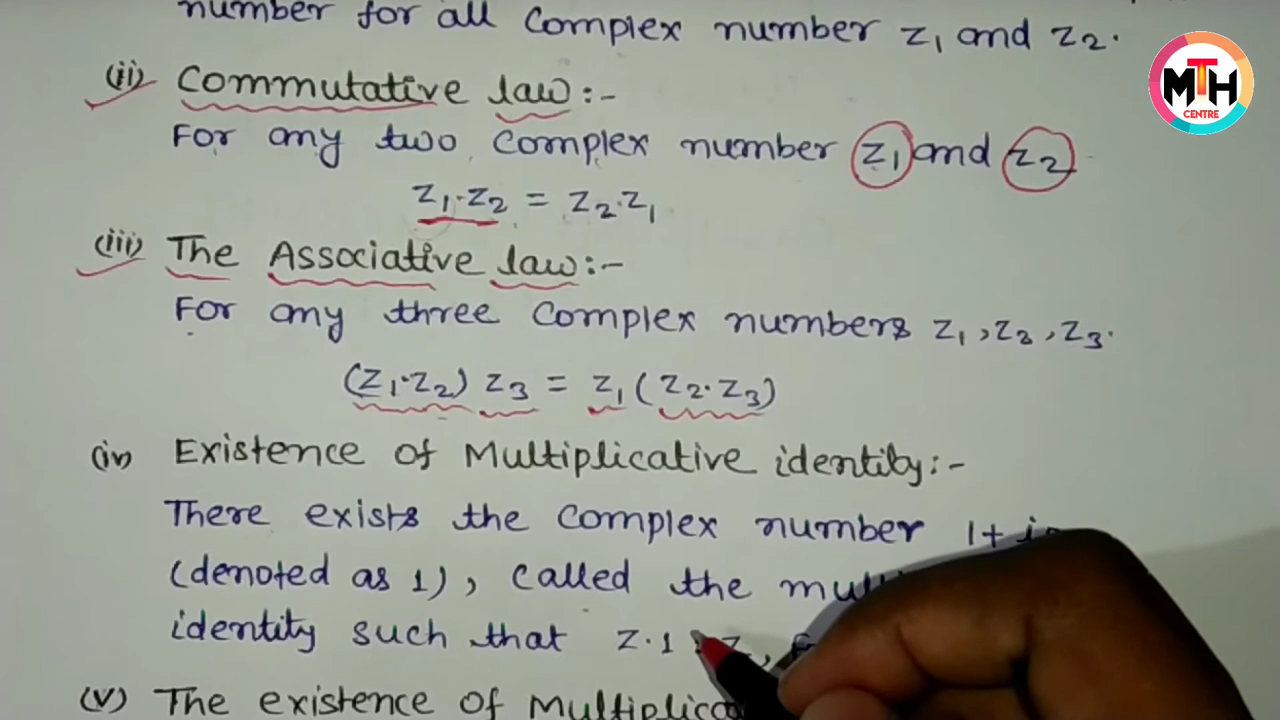 number for all complex number z₁ and z₂.
MTH
CENTRE
(ii) Commutative law:-
For any two complex number z₁ and z₂
z₁·z₂ = z₂·z₁
(iii) The Associative law:-
For any three complex numbers z₁, z₂, z₃.
(z₁·z₂) z₃ = z₁(z₂·z₃)
(iv) Existence of Multiplicative identity:-
There exists the complex number 1+i
(denoted as 1), called the
identity such that z·1 = z,
(v) The existence of